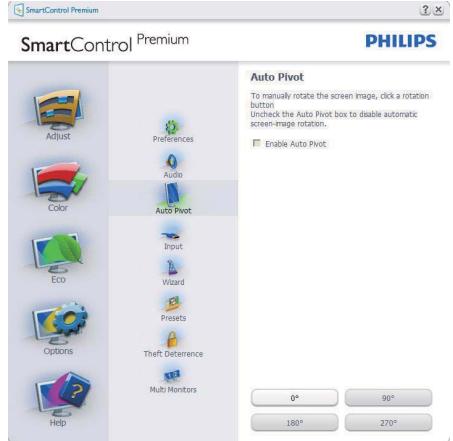 SmartControl Premium
SmartControl Premium
PHILIPS
Adjust
Color
Eco
Options
Help
Preferences
Audio
Auto Pivot
Input
Wizard
Presets
Theft Deterrence
Multi Monitors
Auto Pivot
To manually rotate the screen image, click a rotation
button
Uncheck the Auto Pivot box to disable automatic
screen-image rotation.
Enable Auto Pivot
0°
90°
180°
270°